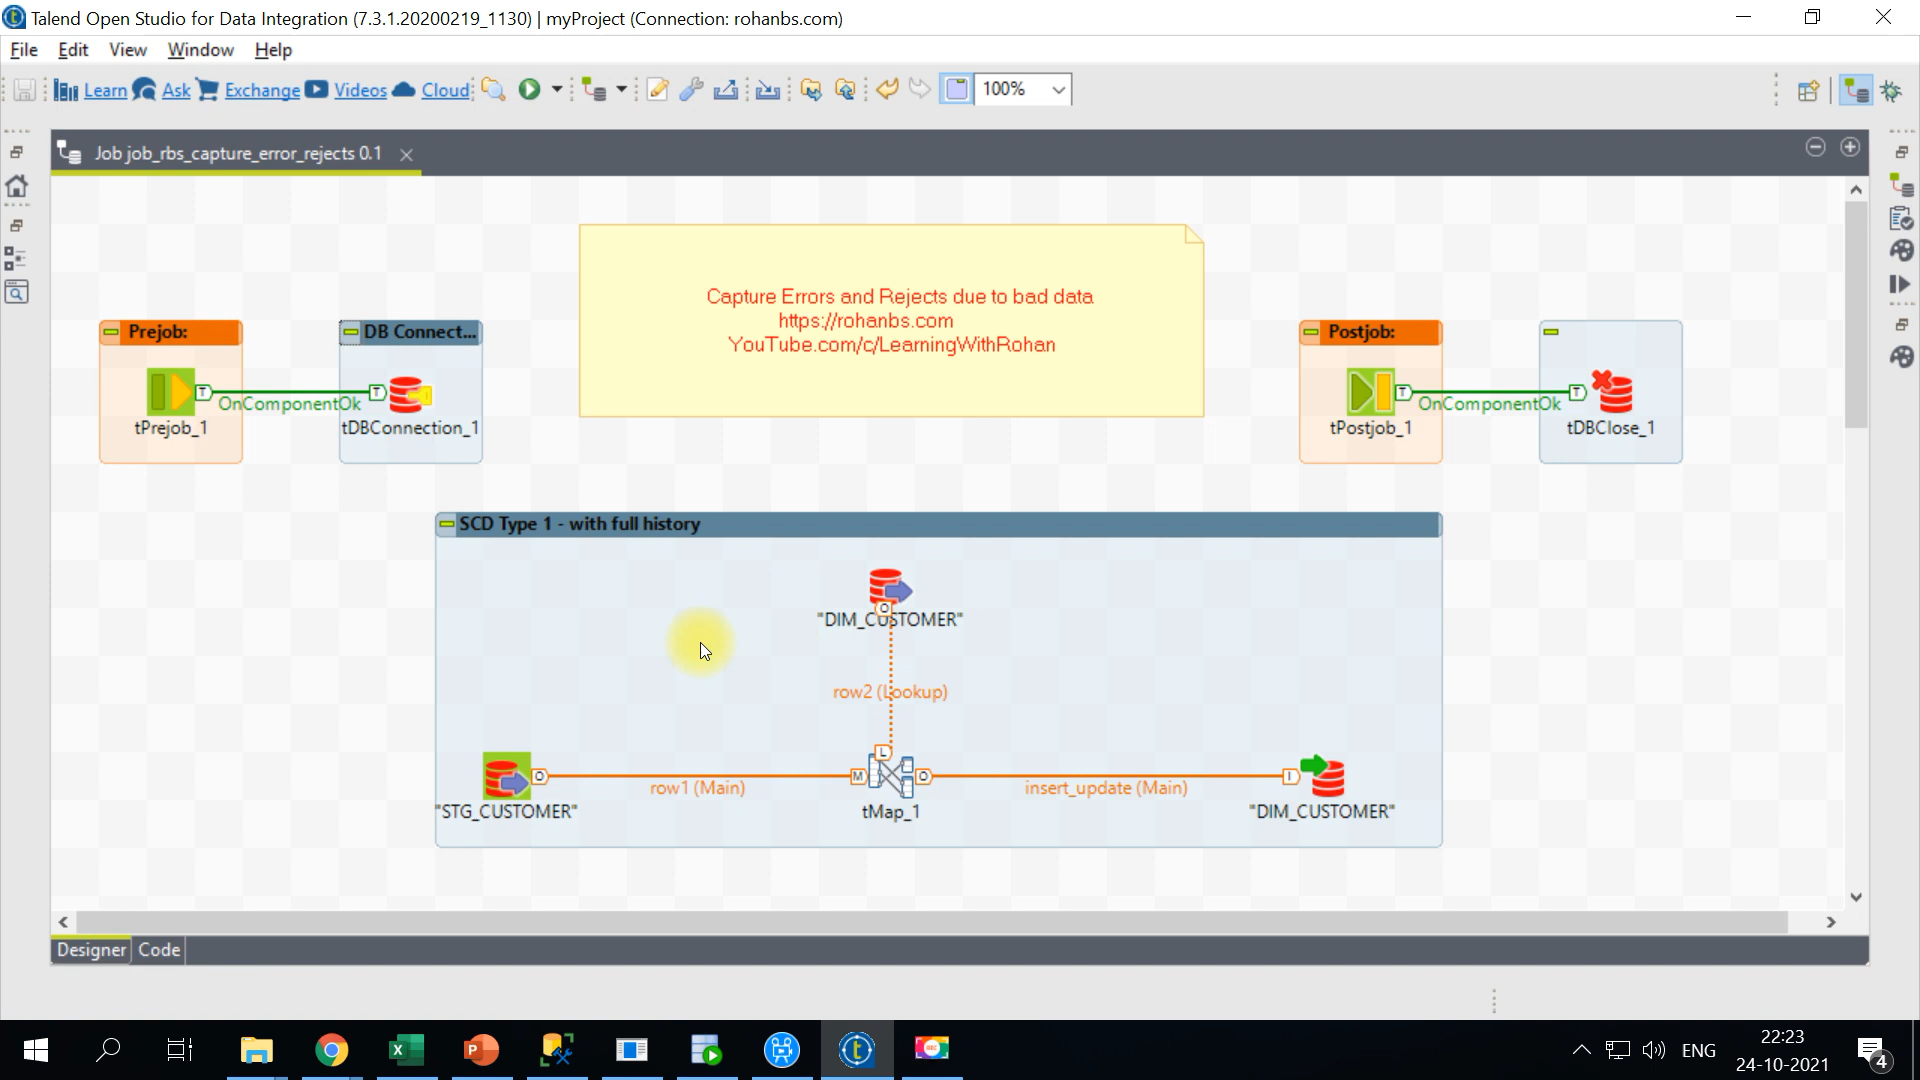 Talend Open Studio for Data Integration (7.3.1.20200219_1130) | myProject (Connection: rohanbs.com)
File Edit View Window Help
Learn Ask Exchange Videos Cloud 100%
Job job_rbs_capture_error_rejects 0.1
Capture Errors and Rejects due to bad data
https://rohanbs.com
YouTube.com/c/LearningWithRohan
Prejob: DB Connect... Postjob:
T OnComponentOk T T OnComponentOk T
tPrejob_1 tDBConnection_1 tPostjob_1 tDBClose_1
SCD Type 1 - with full history
O
"DIM_CUSTOMER"
row2 (Lookup)
L
O row1 (Main) M O insert_update (Main) I
"STG_CUSTOMER" tMap_1 "DIM_CUSTOMER"
Designer Code
ENG 22:23
24-10-2021 4